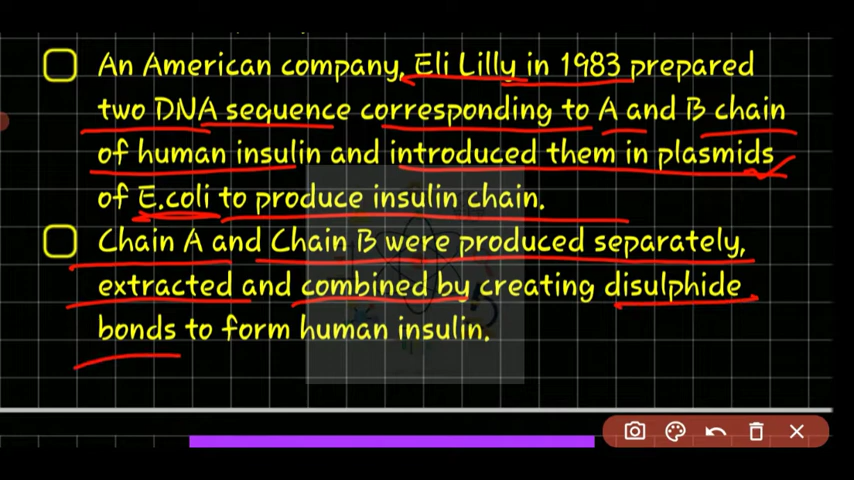 An American company, Eli Lilly in 1983 prepared
two DNA sequence corresponding to A and B chain
of human insulin and introduced them in plasmids
of E.coli to produce insulin chain.
Chain A and Chain B were produced separately,
extracted and combined by creating disulphide
bonds to form human insulin.